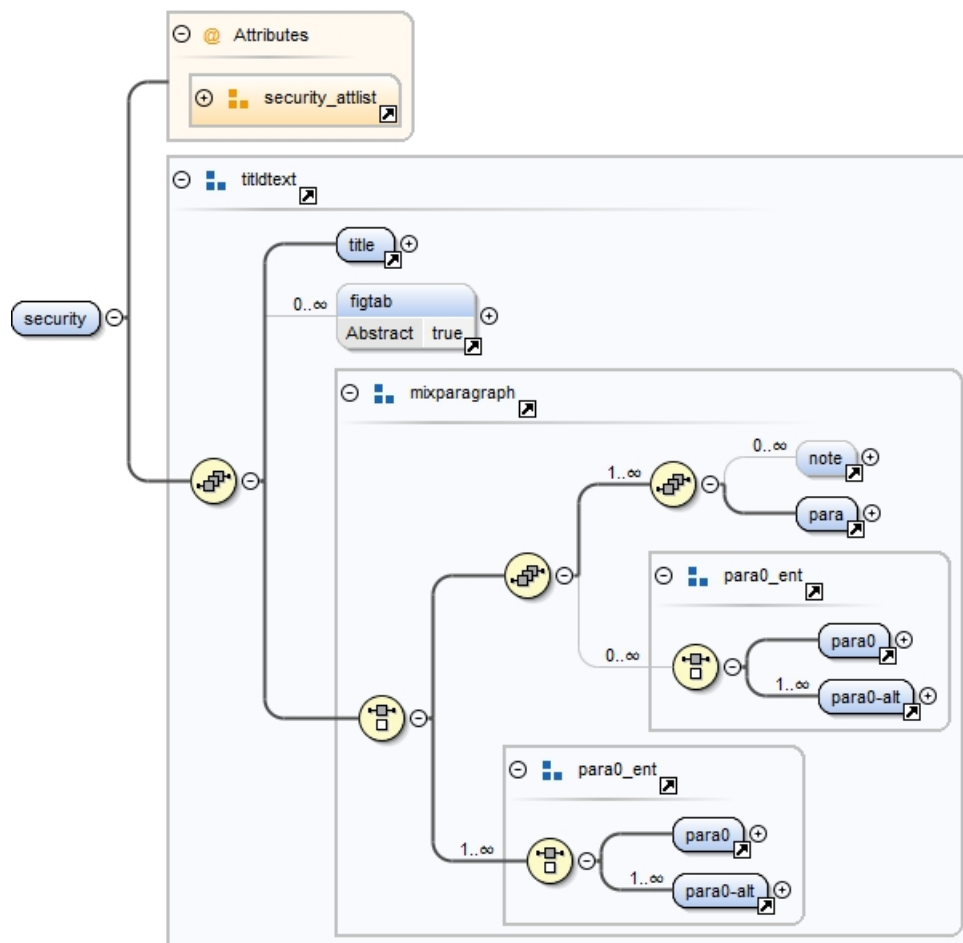 Attributes
security_attlist
titldtext
title
0..∞
figtab
Abstract true
security
mixparagraph
0..∞
note
1..∞
para
para0_ent
para0
0..∞
1..∞
para0-alt
para0_ent
para0
1..∞
1..∞
para0-alt